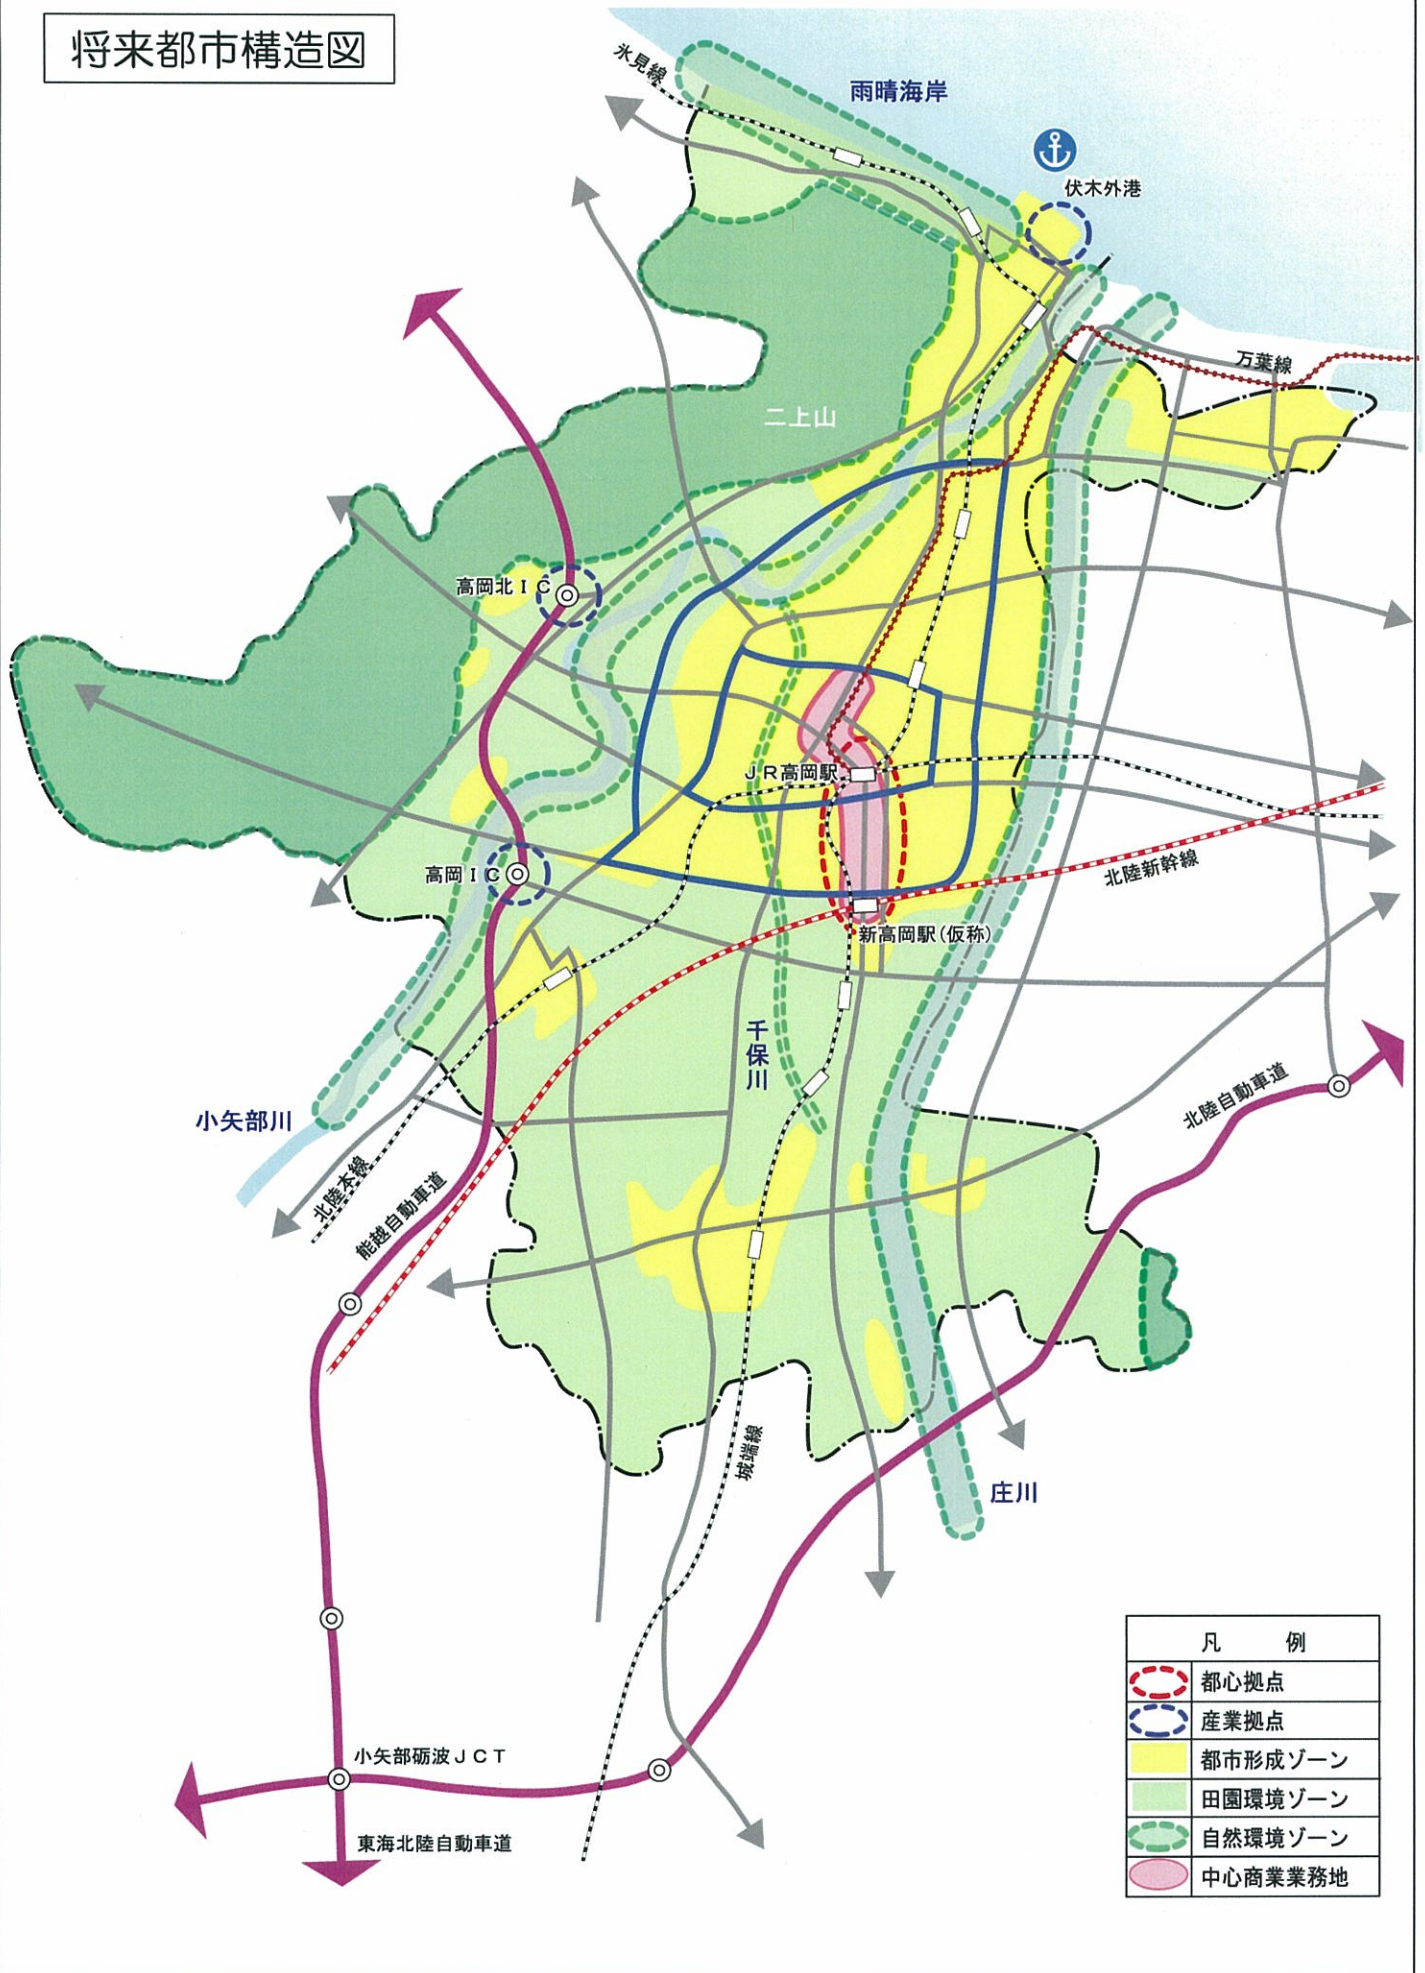 将来都市構造図
氷見線
雨晴海岸
伏木外港
万葉線
二上山
高岡北IC
JR高岡駅
高岡IC
北陸新幹線
新高岡駅(仮称)
千保川
小矢部川
北陸自動車道
北陸本線
能越自動車道
城端線
庄川
小矢部砺波JCT
東海北陸自動車道
凡 例
都心拠点
産業拠点
都市形成ゾーン
田園環境ゾーン
自然環境ゾーン
中心商業業務地